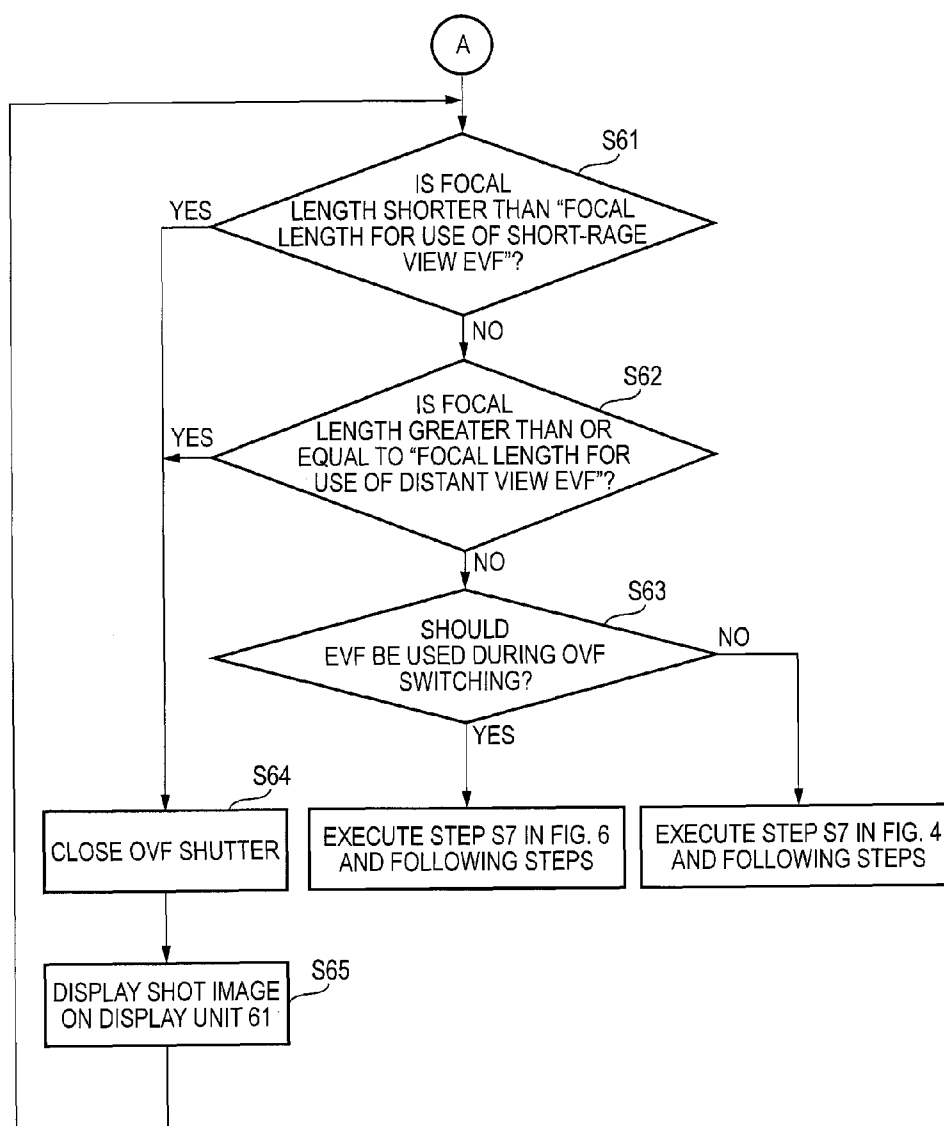 A
S61
IS FOCAL
LENGTH SHORTER THAN “FOCAL
LENGTH FOR USE OF SHORT-RAGE
VIEW EVF”?
YES
NO
S62
IS FOCAL
LENGTH GREATER THAN OR
EQUAL TO “FOCAL LENGTH FOR
USE OF DISTANT VIEW EVF”?
YES
NO
S63
SHOULD
EVF BE USED DURING OVF
SWITCHING?
NO
YES
S64
CLOSE OVF SHUTTER
EXECUTE STEP S7 IN FIG. 6
AND FOLLOWING STEPS
EXECUTE STEP S7 IN FIG. 4
AND FOLLOWING STEPS
S65
DISPLAY SHOT IMAGE
ON DISPLAY UNIT 61